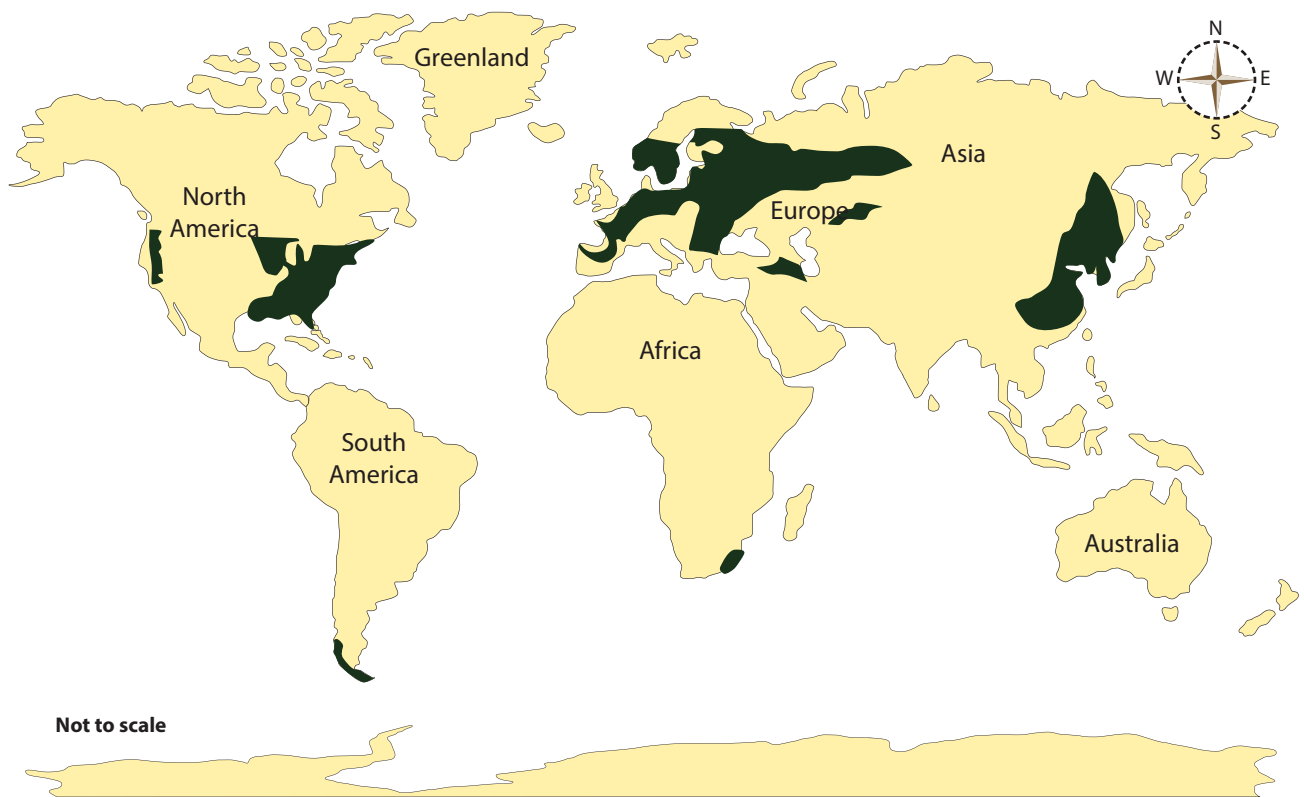 Greenland
N
W
E
S
Asia
North
America
Europe
Africa
South
America
Australia
Not to scale